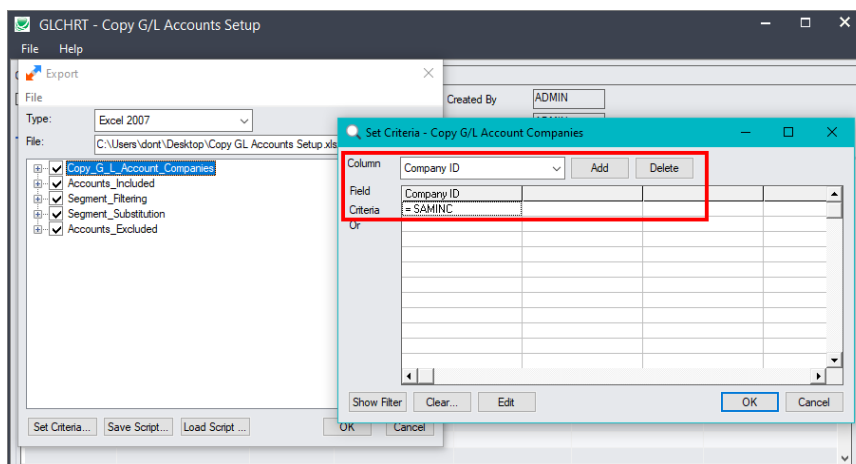 GLCHRT - Copy G/L Accounts Setup
File Help
Export
File
Type: Excel 2007
File: C:\Users\dont\Desktop\Copy GL Accounts Setup.xls
Copy_G_L_Account_Companies
Accounts_Included
Segment_Filtering
Segment_Substitution
Accounts_Excluded
Set Criteria... Save Script... Load Script ... OK Cancel
Created By ADMIN
Set Criteria - Copy G/L Account Companies
Column Company ID Add Delete
Field Company ID
Criteria = SAMINC
Or
Show Filter Clear... Edit OK Cancel